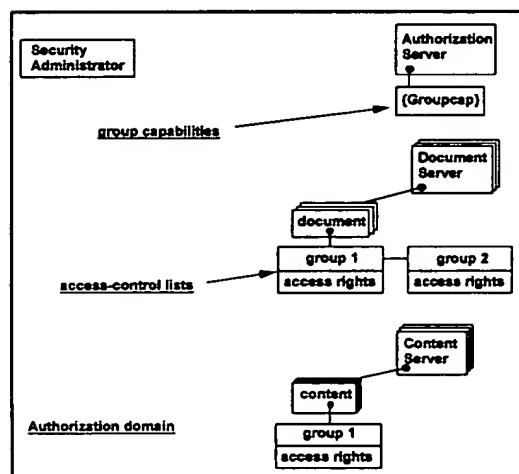 Security
Administrator
Authorization
Server
{Groupcap}
group capabilities
Document
Server
document
group 1
group 2
access rights
access rights
access-control lists
Content
Server
content
Authorization domain
group 1
access rights